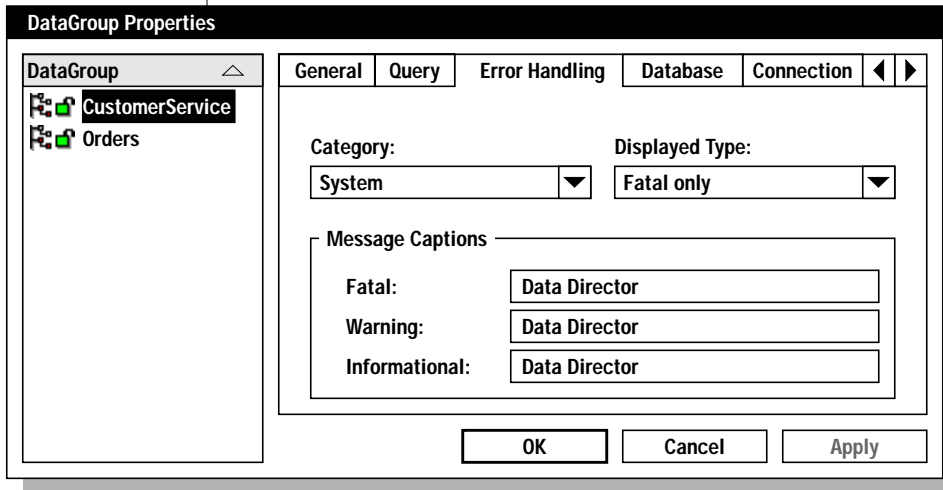 DataGroup Properties
DataGroup
CustomerService
Orders
General Query Error Handling Database Connection
Category: Displayed Type:
System Fatal only
Message Captions
Fatal: Data Director
Warning: Data Director
Informational: Data Director
OK Cancel Apply